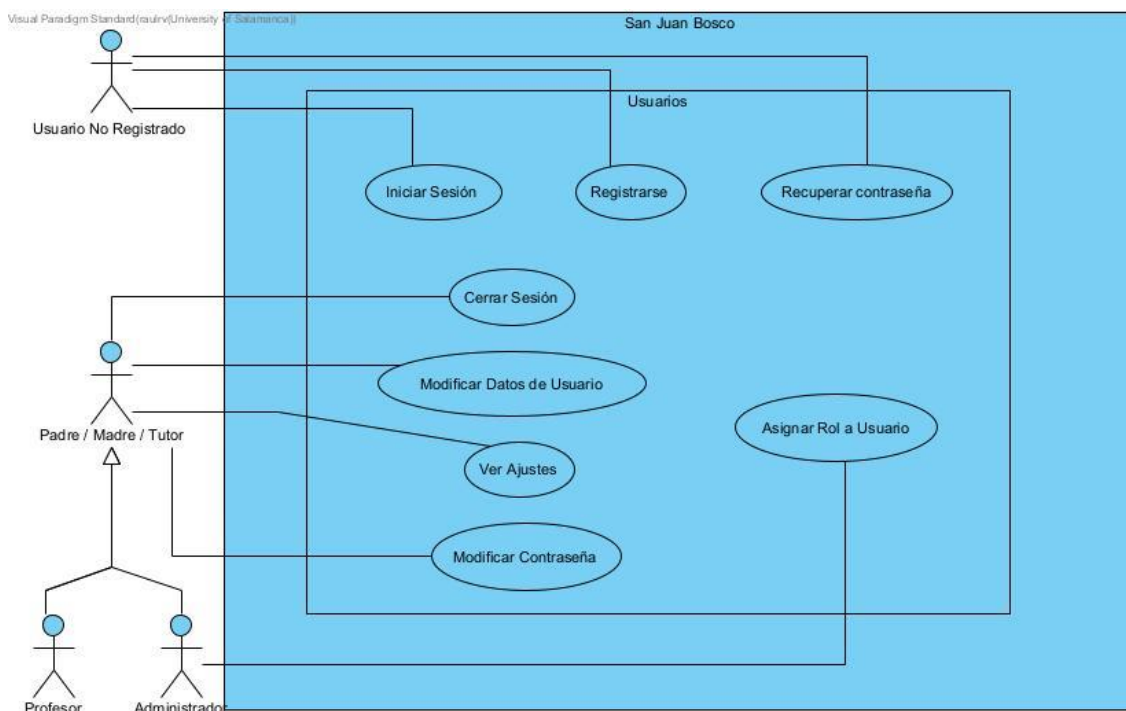 Visual Paradigm Standard(raulrv(University of Salamanca))
San Juan Bosco
Usuarios
Usuario No Registrado
Iniciar Sesión
Registrarse
Recuperar contraseña
Cerrar Sesión
Modificar Datos de Usuario
Padre / Madre / Tutor
Asignar Rol a Usuario
Ver Ajustes
Modificar Contraseña
Profesor
Administrador